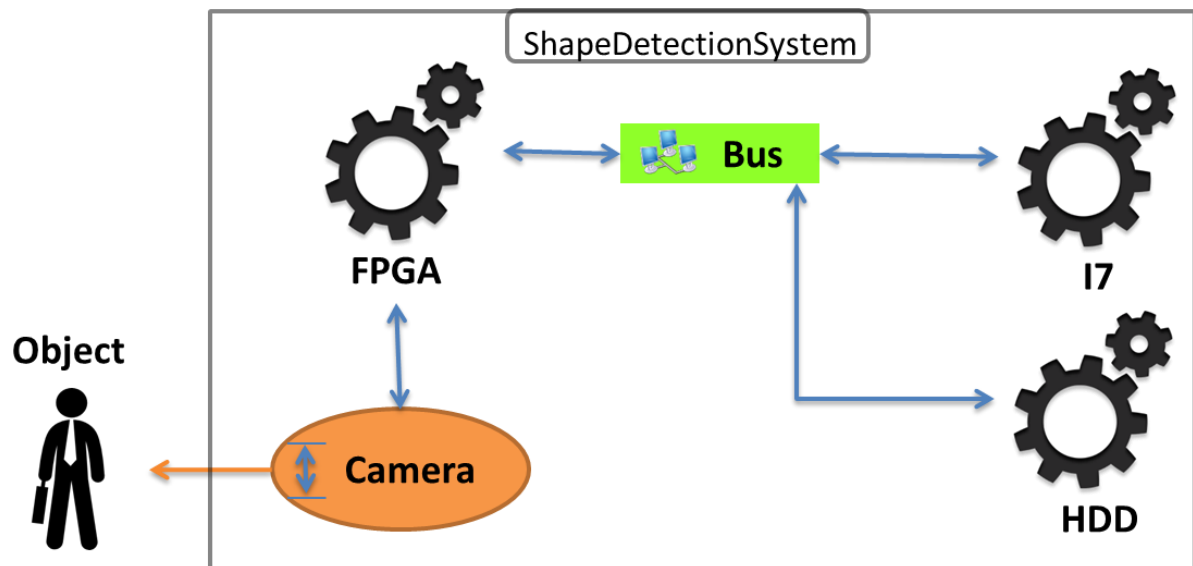 ShapeDetectionSystem
Bus
FPGA
I7
Object
Camera
HDD